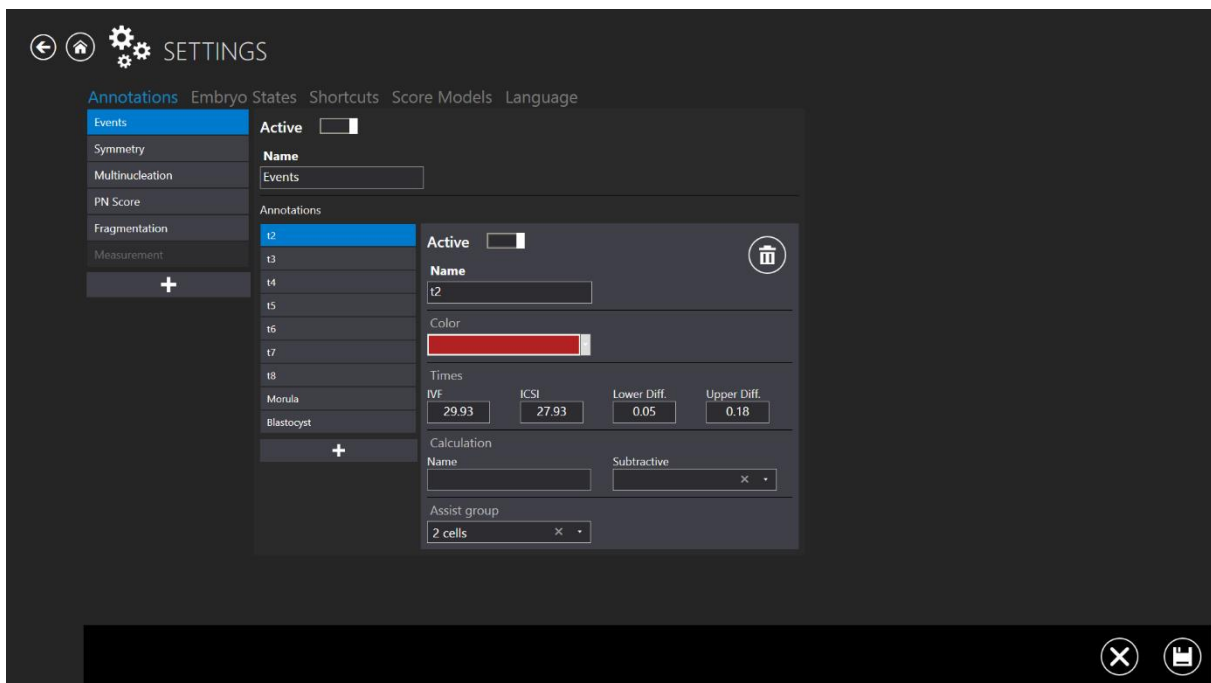 SETTINGS
Annotations Embryo States Shortcuts Score Models Language
Events
Symmetry
Multinucleation
PN Score
Fragmentation
Measurement
+
Active
Name
Events
Annotations
t2
t3
t4
t5
t6
t7
t8
Morula
Blastocyst
+
Active
Name
t2
Color
Times
IVF ICSI Lower Diff. Upper Diff.
29.93 27.93 0.05 0.18
Calculation
Name Subtractive
Assist group
2 cells